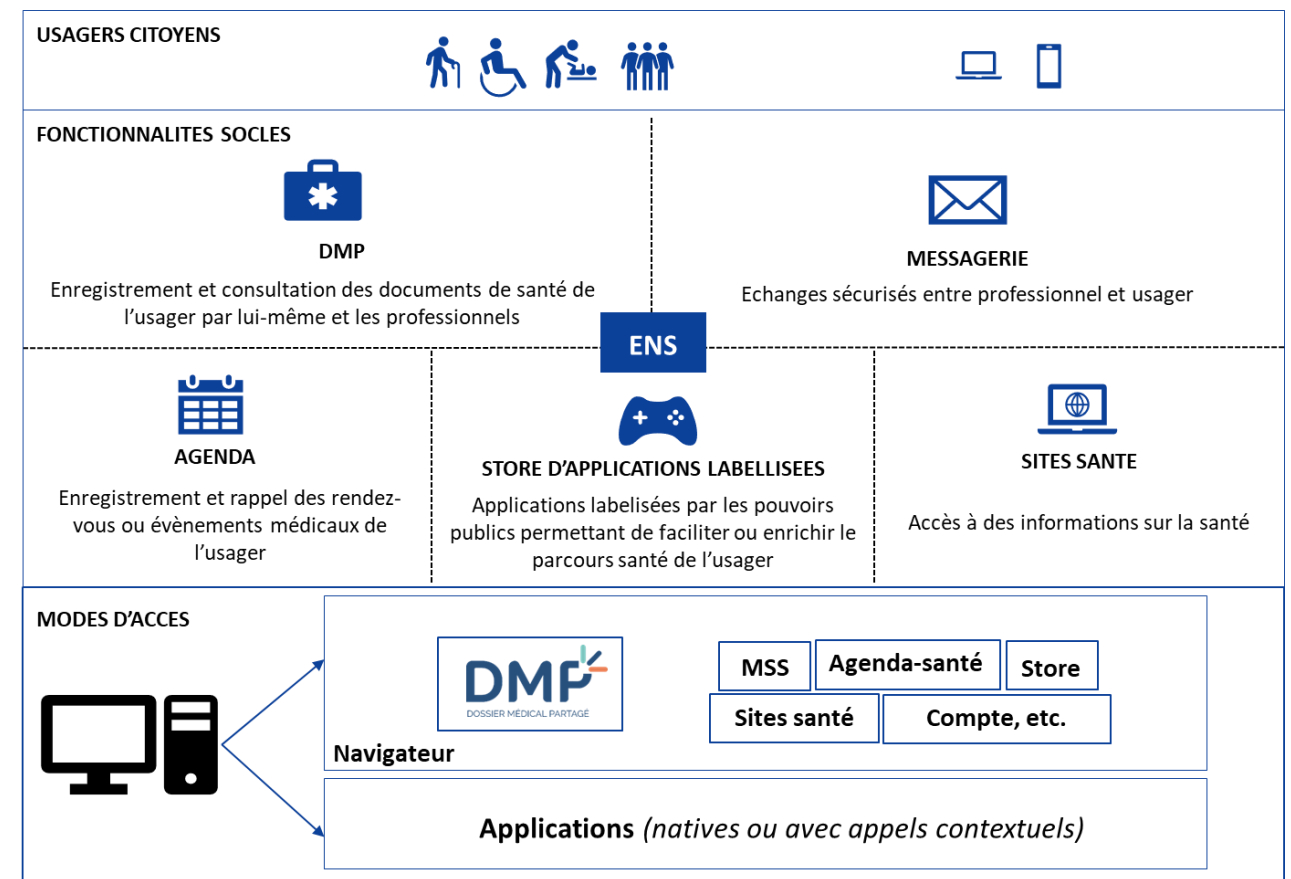 USAGERS CITOYENS
FONCTIONNALITES SOCLES
DMP
Enregistrement et consultation des documents de santé de
l'usager par lui-même et les professionnels
MESSAGERIE
Echanges sécurisés entre professionnel et usager
ENS
AGENDA
Enregistrement et rappel des rendez-
vous ou évènements médicaux de
l'usager
STORE D'APPLICATIONS LABELLISEES
Applications labelisées par les pouvoirs
publics permettant de faciliter ou enrichir le
parcours santé de l'usager
SITES SANTE
Accès à des informations sur la santé
MODES D'ACCES
DMP
DOSSIER MÉDICAL PARTAGÉ
MSS
Agenda-santé
Store
Sites santé
Compte, etc.
Navigateur
Applications (natives ou avec appels contextuels)